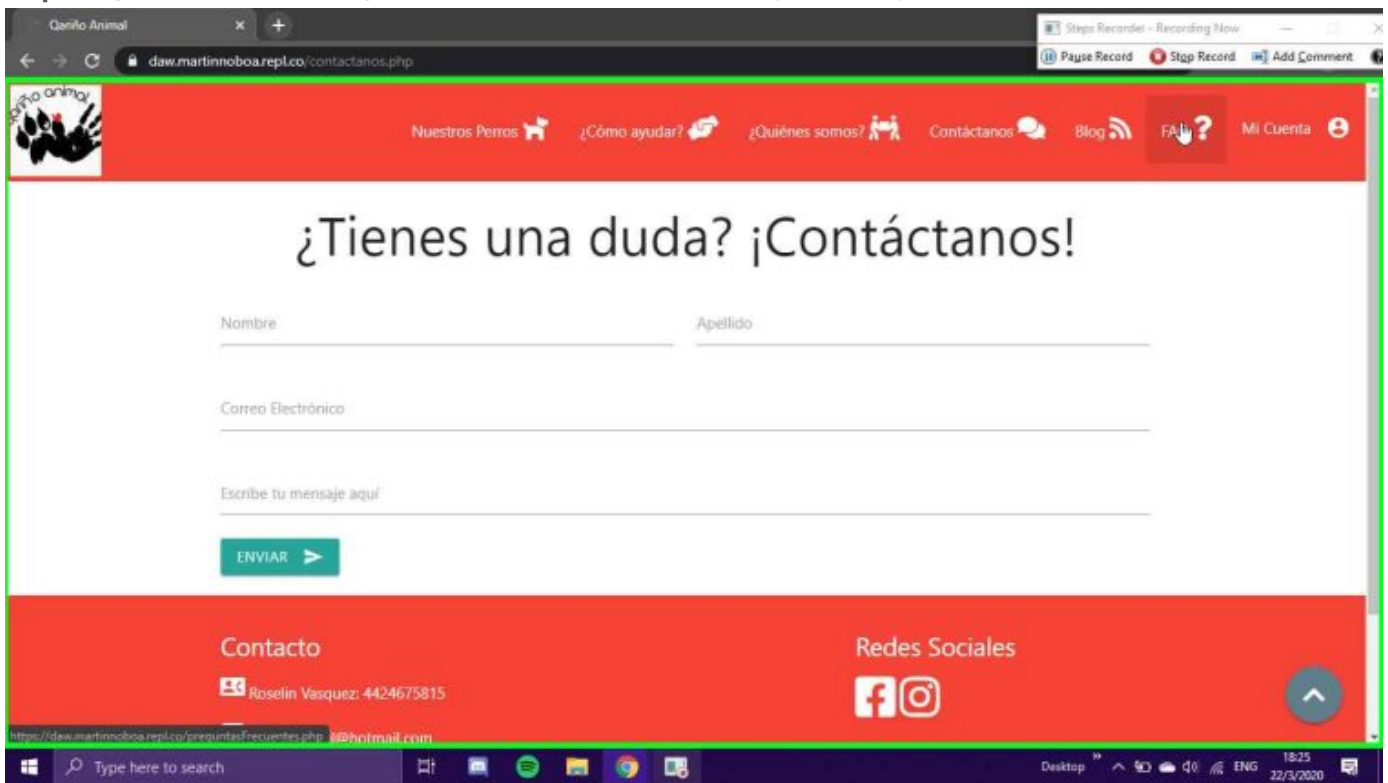 Qariño Animal
Steps Recorder - Recording Now
daw.martinnoboa.repl.co/contactanos.php
Pause Record Stop Record Add Comment
Qariño animal
Nuestros Perros ¿Cómo ayudar? ¿Quiénes somos? Contáctanos Blog ? Mi Cuenta
¿Tienes una duda? ¡Contáctanos!
Nombre Apellido
Correo Electrónico
Escribe tu mensaje aquí
ENVIAR
Contacto Redes Sociales
Roselin Vasquez: 4424675815
https://daw.martinnoboa.repl.co/preguntasFrecuentes.php @hotmail.com
Type here to search Desktop ENG 18:25
22/3/2020